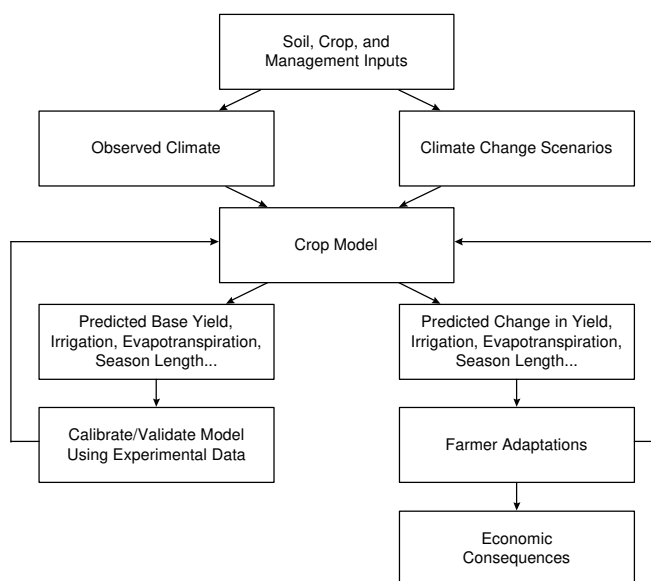 Soil, Crop, and
Management Inputs
Observed Climate
Climate Change Scenarios
Crop Model
Predicted Base Yield,
Irrigation, Evapotranspiration,
Season Length...
Predicted Change in Yield,
Irrigation, Evapotranspiration,
Season Length...
Calibrate/Validate Model
Using Experimental Data
Farmer Adaptations
Economic
Consequences